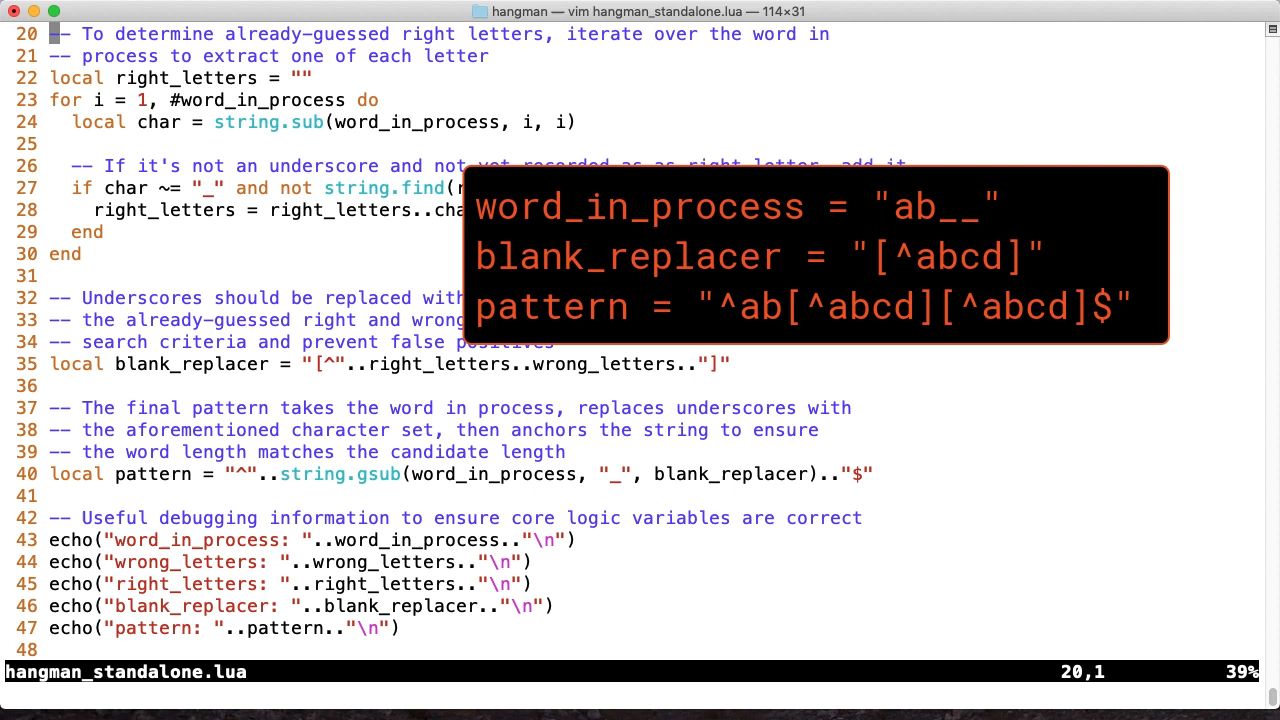 hangman — vim hangman_standalone.lua — 114×31
20 -- To determine already-guessed right letters, iterate over the word in
21 -- process to extract one of each letter
22 local right_letters = ""
23 for i = 1, #word_in_process do
24   local char = string.sub(word_in_process, i, i)
25
26   -- If it's not an underscore and not yet recorded as as right letter, add it
27   if char ~= "_" and not string.find(
28     right_letters = right_letters..cha
29   end
30 end
31
32 -- Underscores should be replaced with
33 -- the already-guessed right and wrong
34 -- search criteria and prevent false positives
35 local blank_replacer = "[^"..right_letters..wrong_letters.."]"
36
37 -- The final pattern takes the word in process, replaces underscores with
38 -- the aforementioned character set, then anchors the string to ensure
39 -- the word length matches the candidate length
40 local pattern = "^"..string.gsub(word_in_process, "_", blank_replacer).."$"
41
42 -- Useful debugging information to ensure core logic variables are correct
43 echo("word_in_process: "..word_in_process.."\n")
44 echo("wrong_letters: "..wrong_letters.."\n")
45 echo("right_letters: "..right_letters.."\n")
46 echo("blank_replacer: "..blank_replacer.."\n")
47 echo("pattern: "..pattern.."\n")
48
word_in_process = "ab__"
blank_replacer = "[^abcd]"
pattern = "^ab[^abcd][^abcd]$"
hangman_standalone.lua 20,1 39%